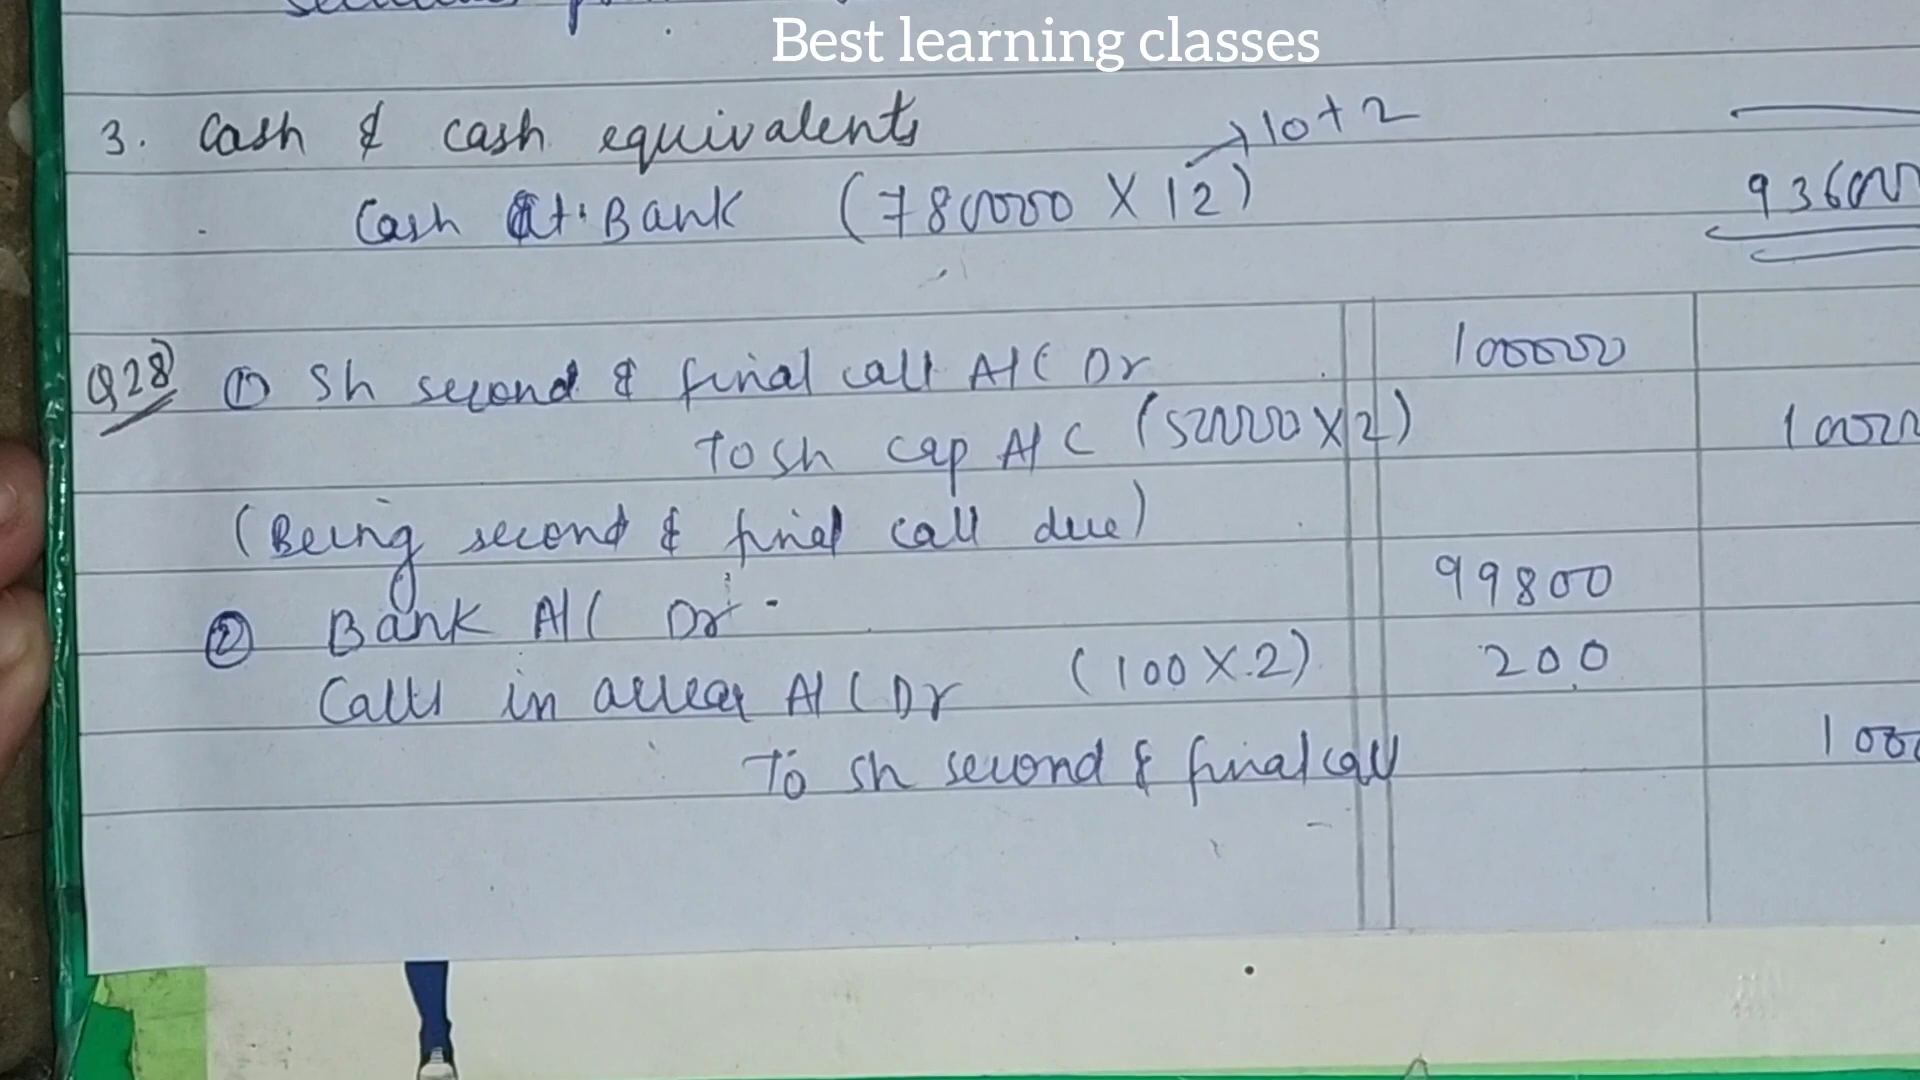 Best learning classes
3. Cash & cash equivalents
→ 10+2
Cash at Bank (780000 X 12)
Q28) ① Sh second & final call A/C Dr 100000
To Sh cap A/C (50000 X 2)
(Being second & final call due)
② Bank A/C Dr. 99800
Calls in arrear A/C Dr (100 X 2) 200
To sh second & final call